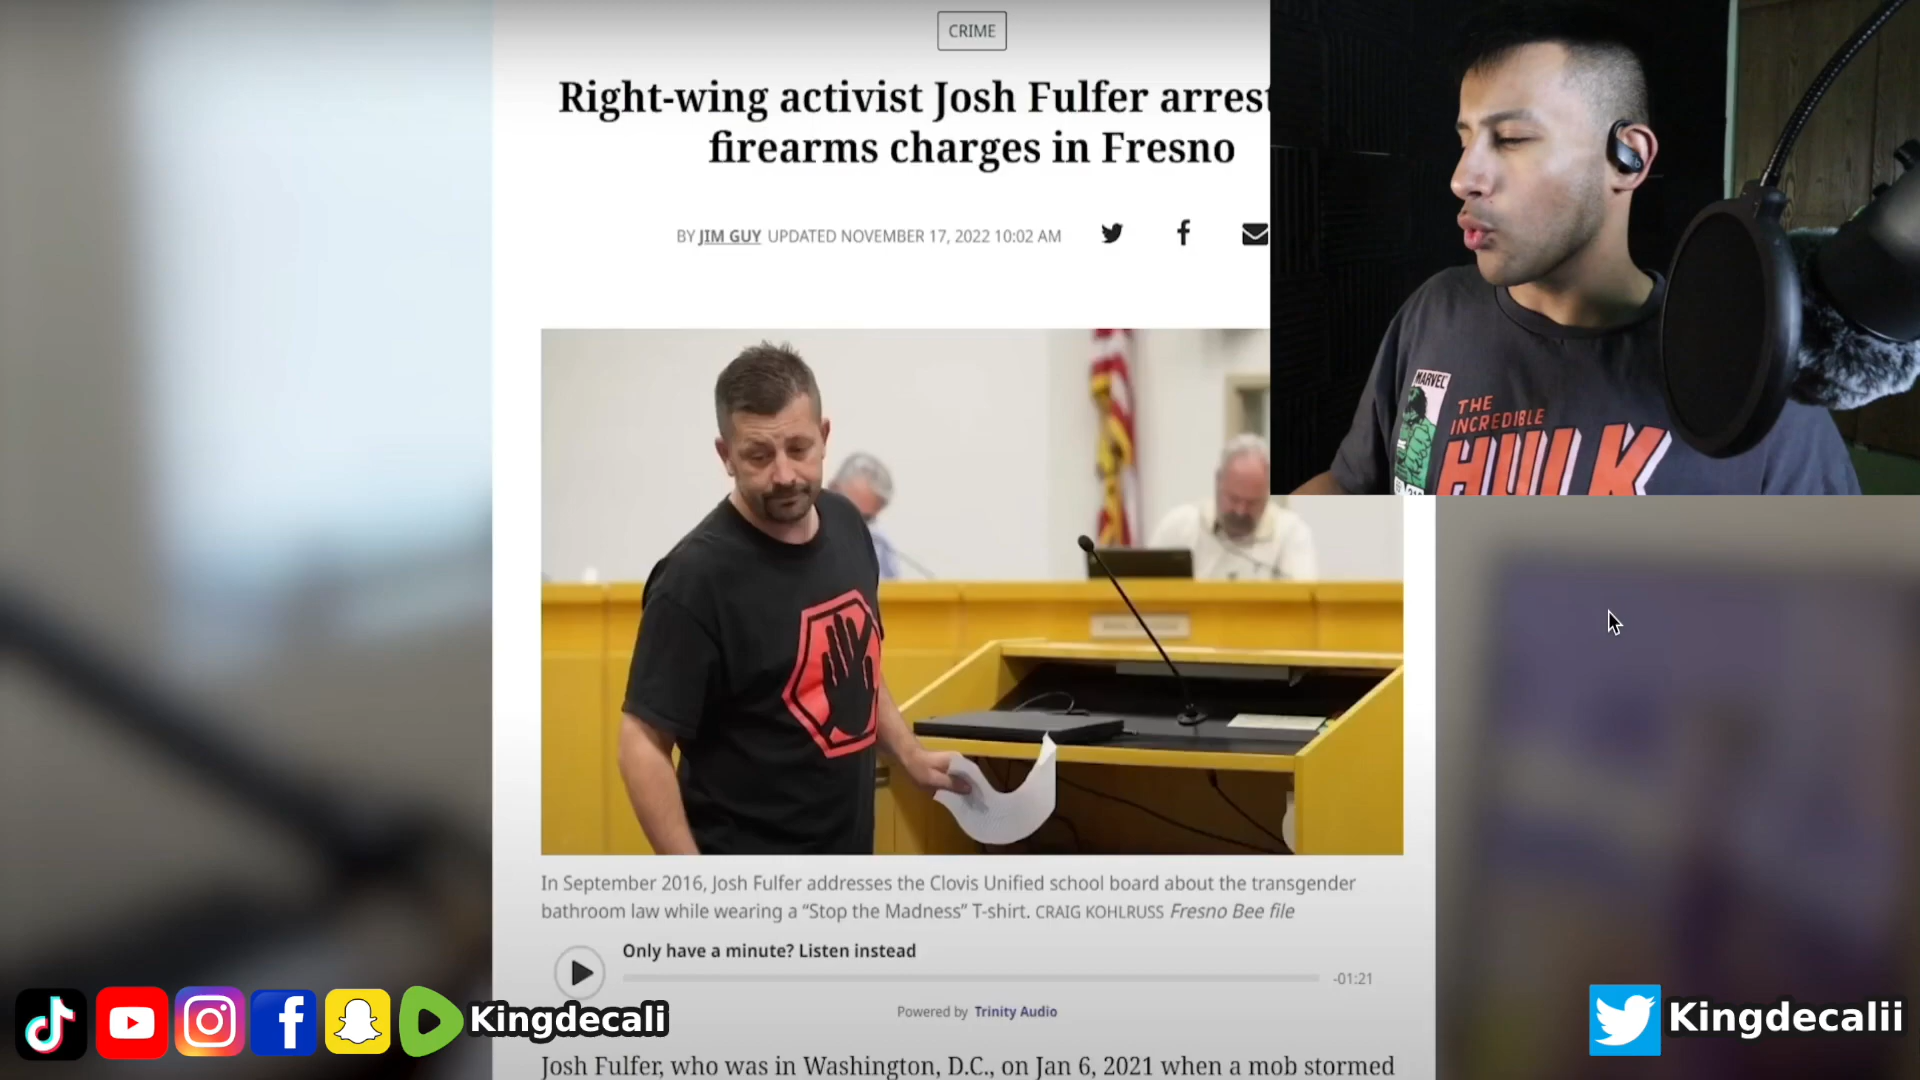 CRIME
Right-wing activist Josh Fulfer arrest
firearms charges in Fresno
BY JIM GUY UPDATED NOVEMBER 17, 2022 10:02 AM
MARVEL
THE
INCREDIBLE
HULK
In September 2016, Josh Fulfer addresses the Clovis Unified school board about the transgender
bathroom law while wearing a “Stop the Madness” T-shirt. CRAIG KOHLRUSS Fresno Bee file
Only have a minute? Listen instead
-01:21
Powered by Trinity Audio
Kingdecali
Kingdecalii
Josh Fulfer, who was in Washington, D.C., on Jan 6, 2021 when a mob stormed